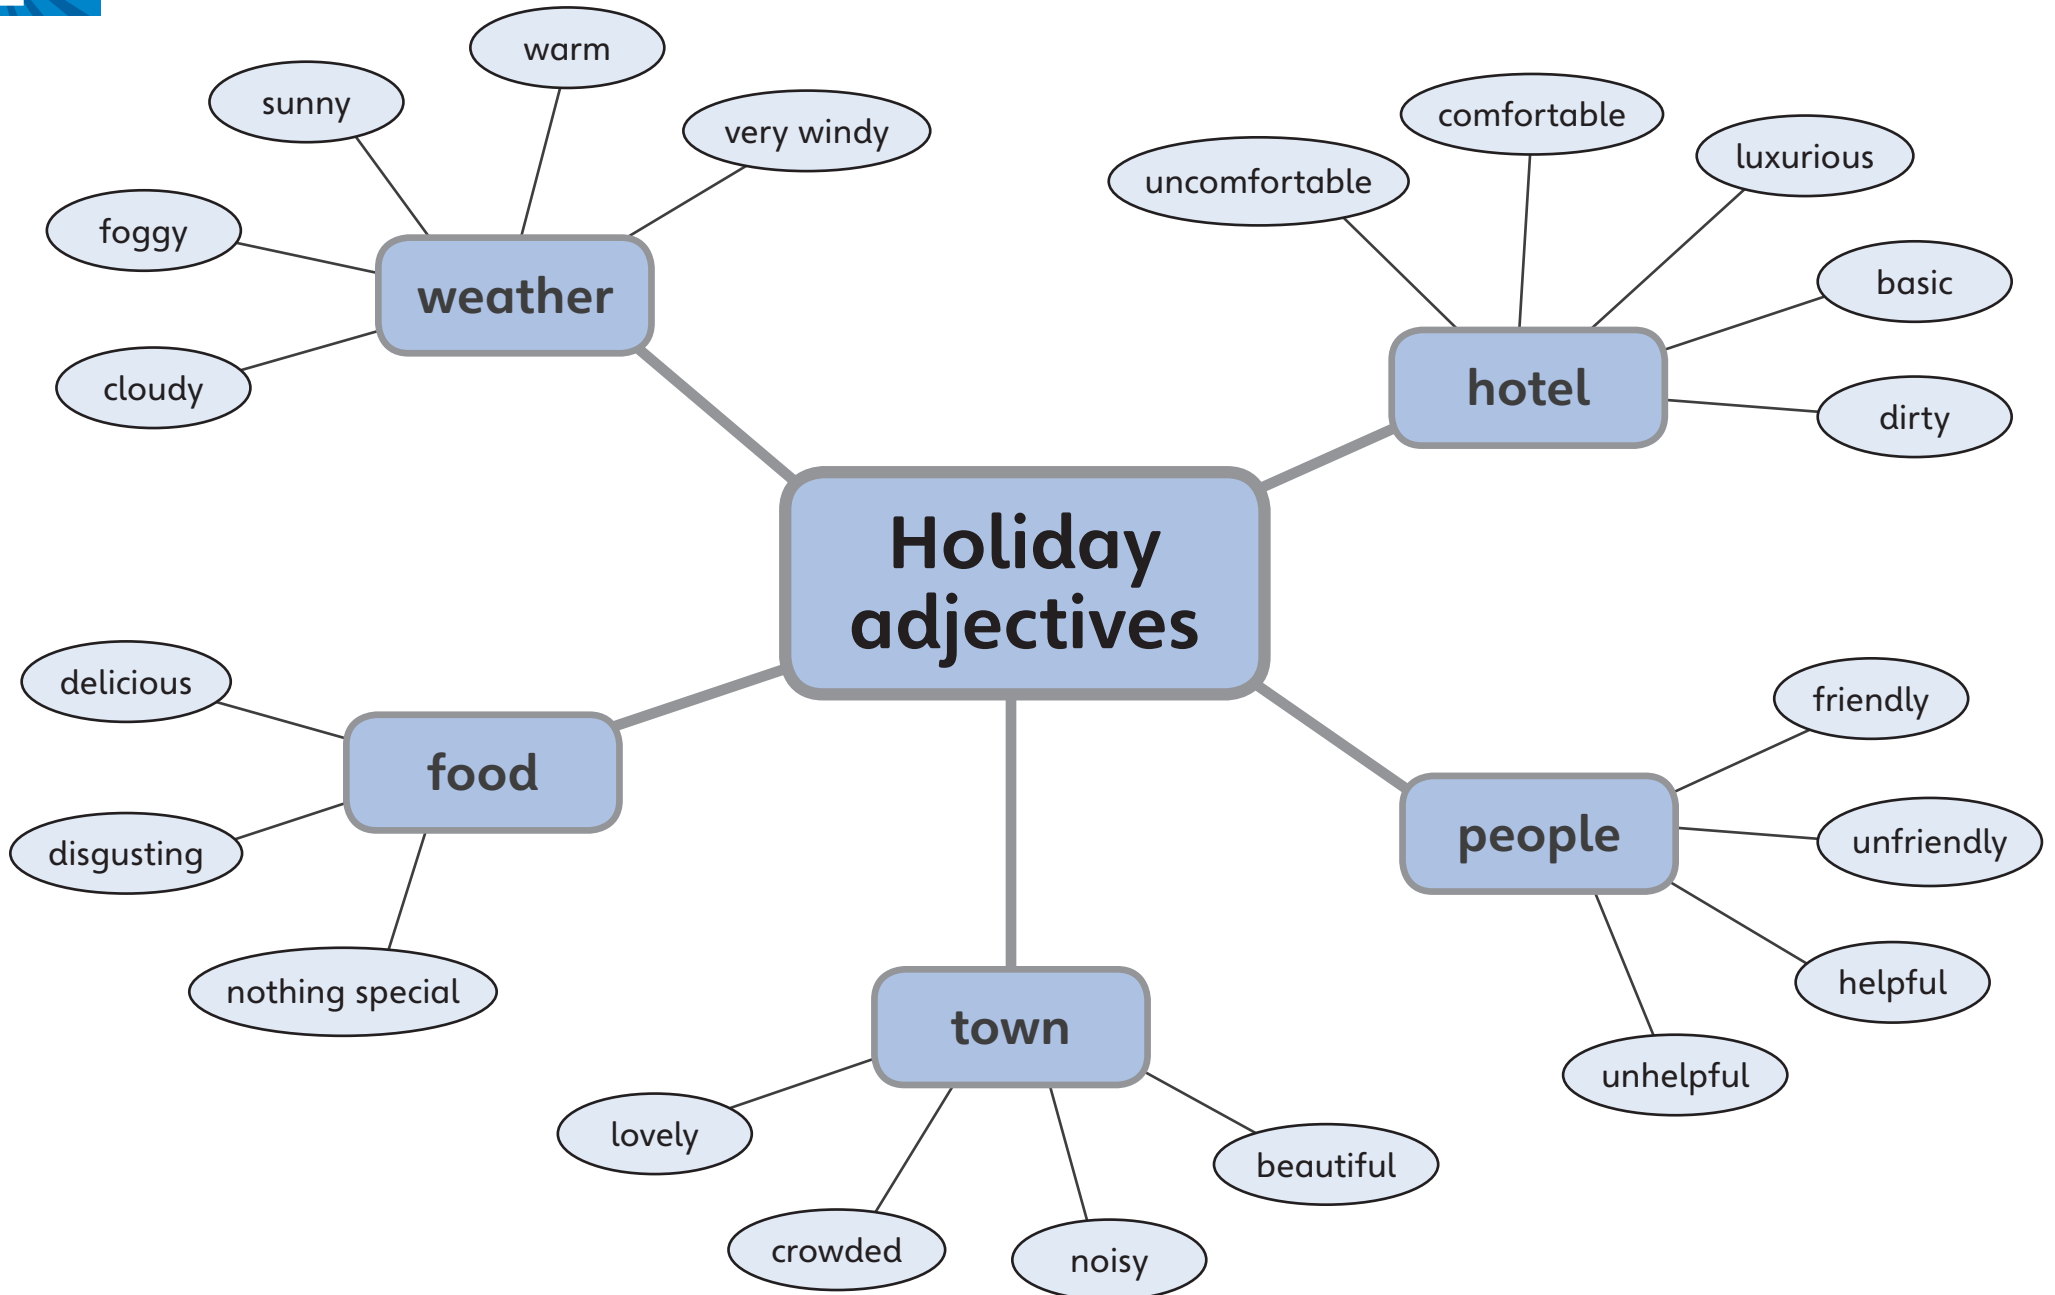 warm
sunny
very windy
foggy
weather
cloudy
comfortable
uncomfortable
luxurious
basic
hotel
dirty
Holiday
adjectives
delicious
food
disgusting
nothing special
friendly
people
unfriendly
helpful
unhelpful
town
lovely
beautiful
crowded
noisy